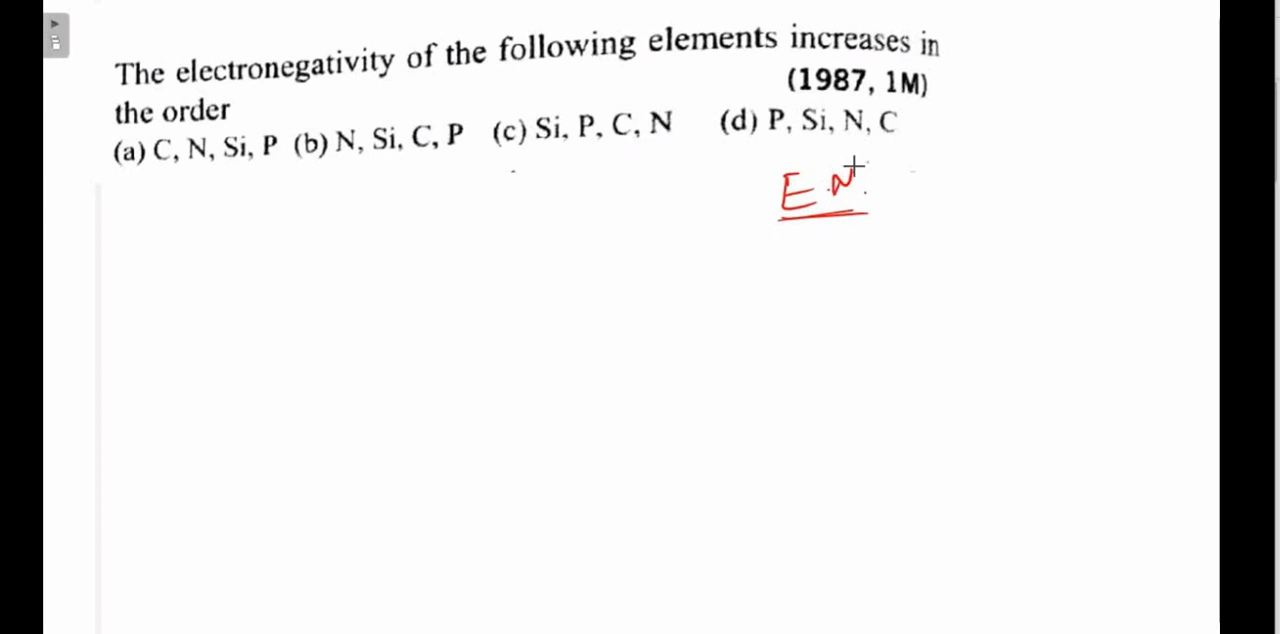 The electronegativity of the following elements increases in
the order (1987, 1M)
(a) C, N, Si, P (b) N, Si, C, P (c) Si, P, C, N (d) P, Si, N, C
E.N.